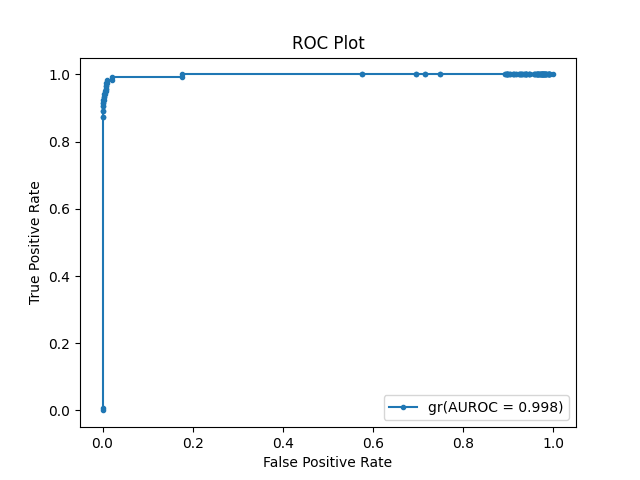 ROC Plot
True Positive Rate
1.0
0.8
0.6
0.4
0.2
0.0
gr(AUROC = 0.998)
0.0 0.2 0.4 0.6 0.8 1.0
False Positive Rate